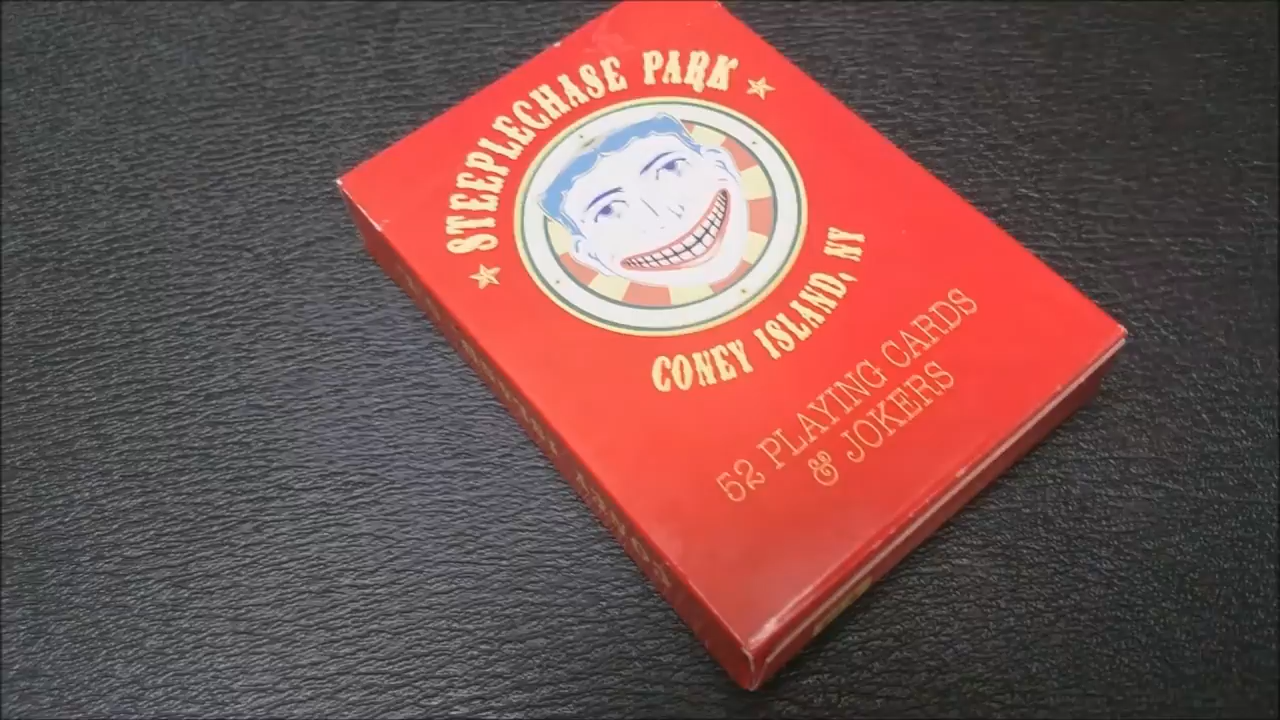 STEEPLECHASE PARK
CONEY ISLAND, NY
52 PLAYING CARDS
& JOKERS